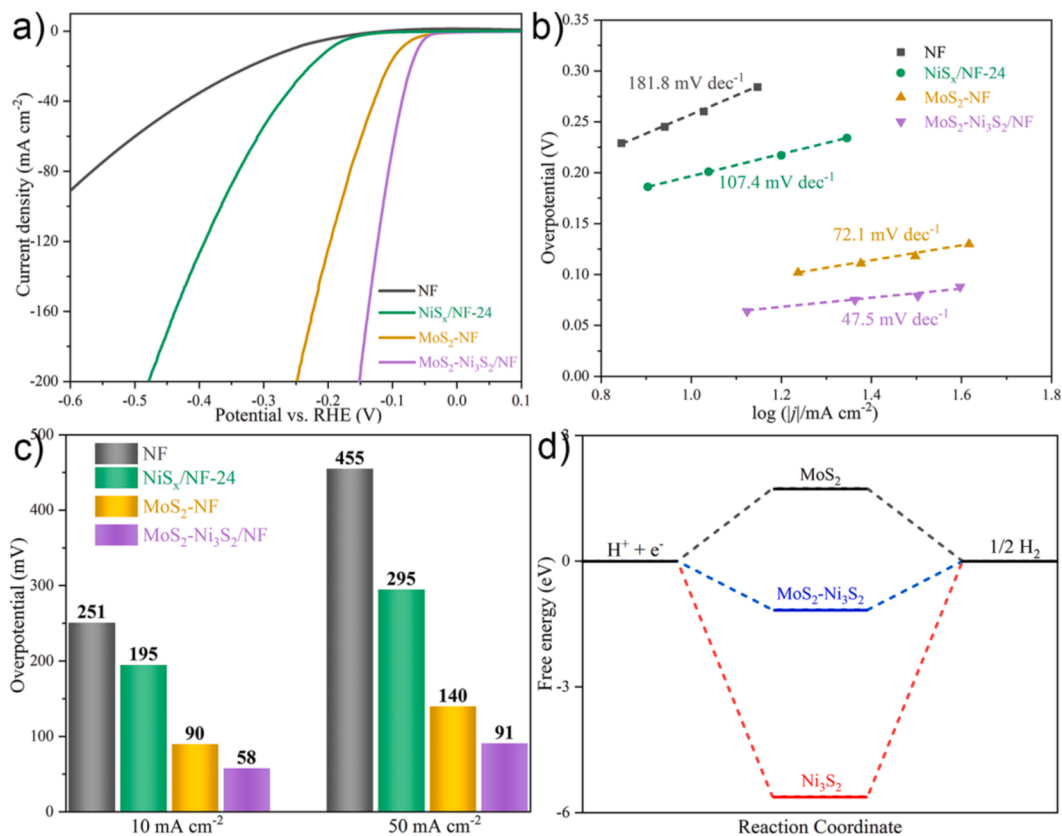 a)
Current density (mA cm⁻²)
0
-40
-80
-120
-160
-200
NF
NiSₓ/NF-24
MoS₂-NF
MoS₂-Ni₃S₂/NF
-0.6 -0.5 -0.4 -0.3 -0.2 -0.1 0.0 0.1
Potential vs. RHE (V)
b)
Overpotential (V)
0.35
0.30
0.25
0.20
0.15
0.10
0.05
0.00
NF
NiSₓ/NF-24
MoS₂-NF
MoS₂-Ni₃S₂/NF
181.8 mV dec⁻¹
107.4 mV dec⁻¹
72.1 mV dec⁻¹
47.5 mV dec⁻¹
0.8 1.0 1.2 1.4 1.6 1.8
log (|j|/mA cm⁻²)
c)
Overpotential (mV)
500
400
300
200
100
0
NF
NiSₓ/NF-24
MoS₂-NF
MoS₂-Ni₃S₂/NF
251
195
90
58
455
295
140
91
10 mA cm⁻² 50 mA cm⁻²
d)
Free energy (eV)
3
0
-3
-6
MoS₂
H⁺ + e⁻
1/2 H₂
MoS₂-Ni₃S₂
Ni₃S₂
Reaction Coordinate